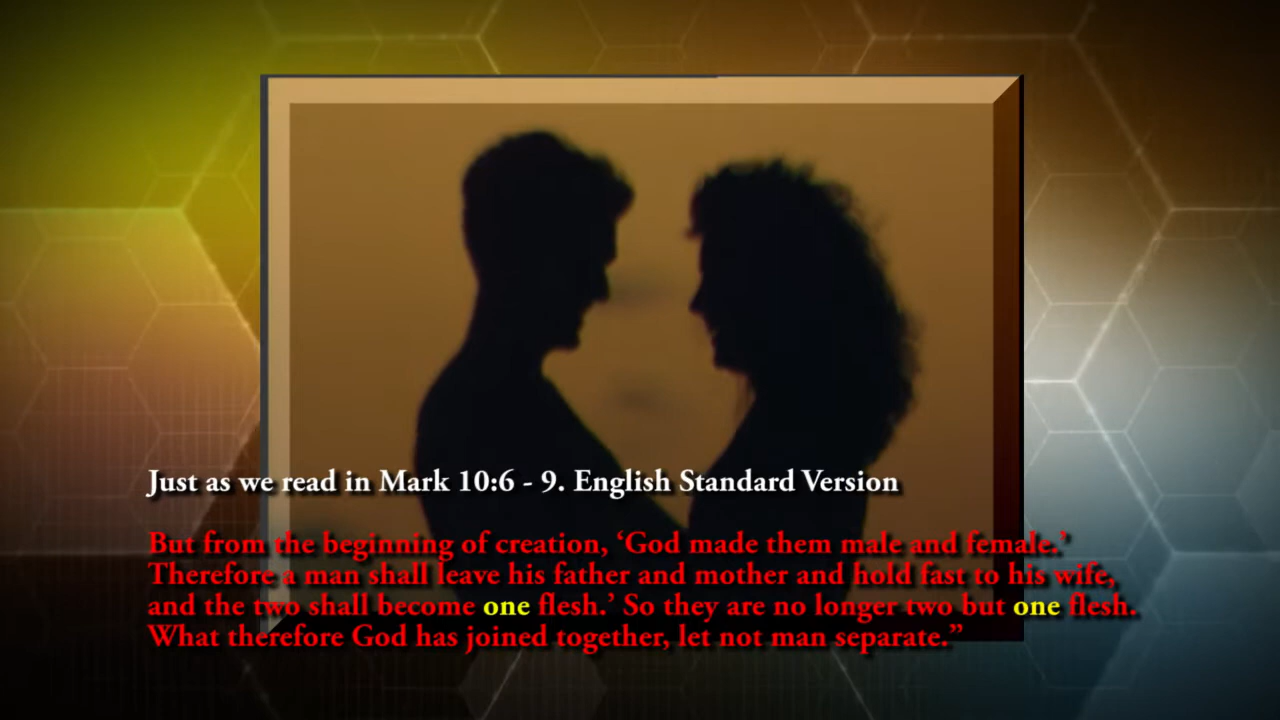 Just as we read in Mark 10:6 - 9. English Standard Version
But from the beginning of creation, ‘God made them male and female.’
Therefore a man shall leave his father and mother and hold fast to his wife,
and the two shall become one flesh.’ So they are no longer two but one flesh.
What therefore God has joined together, let not man separate.”